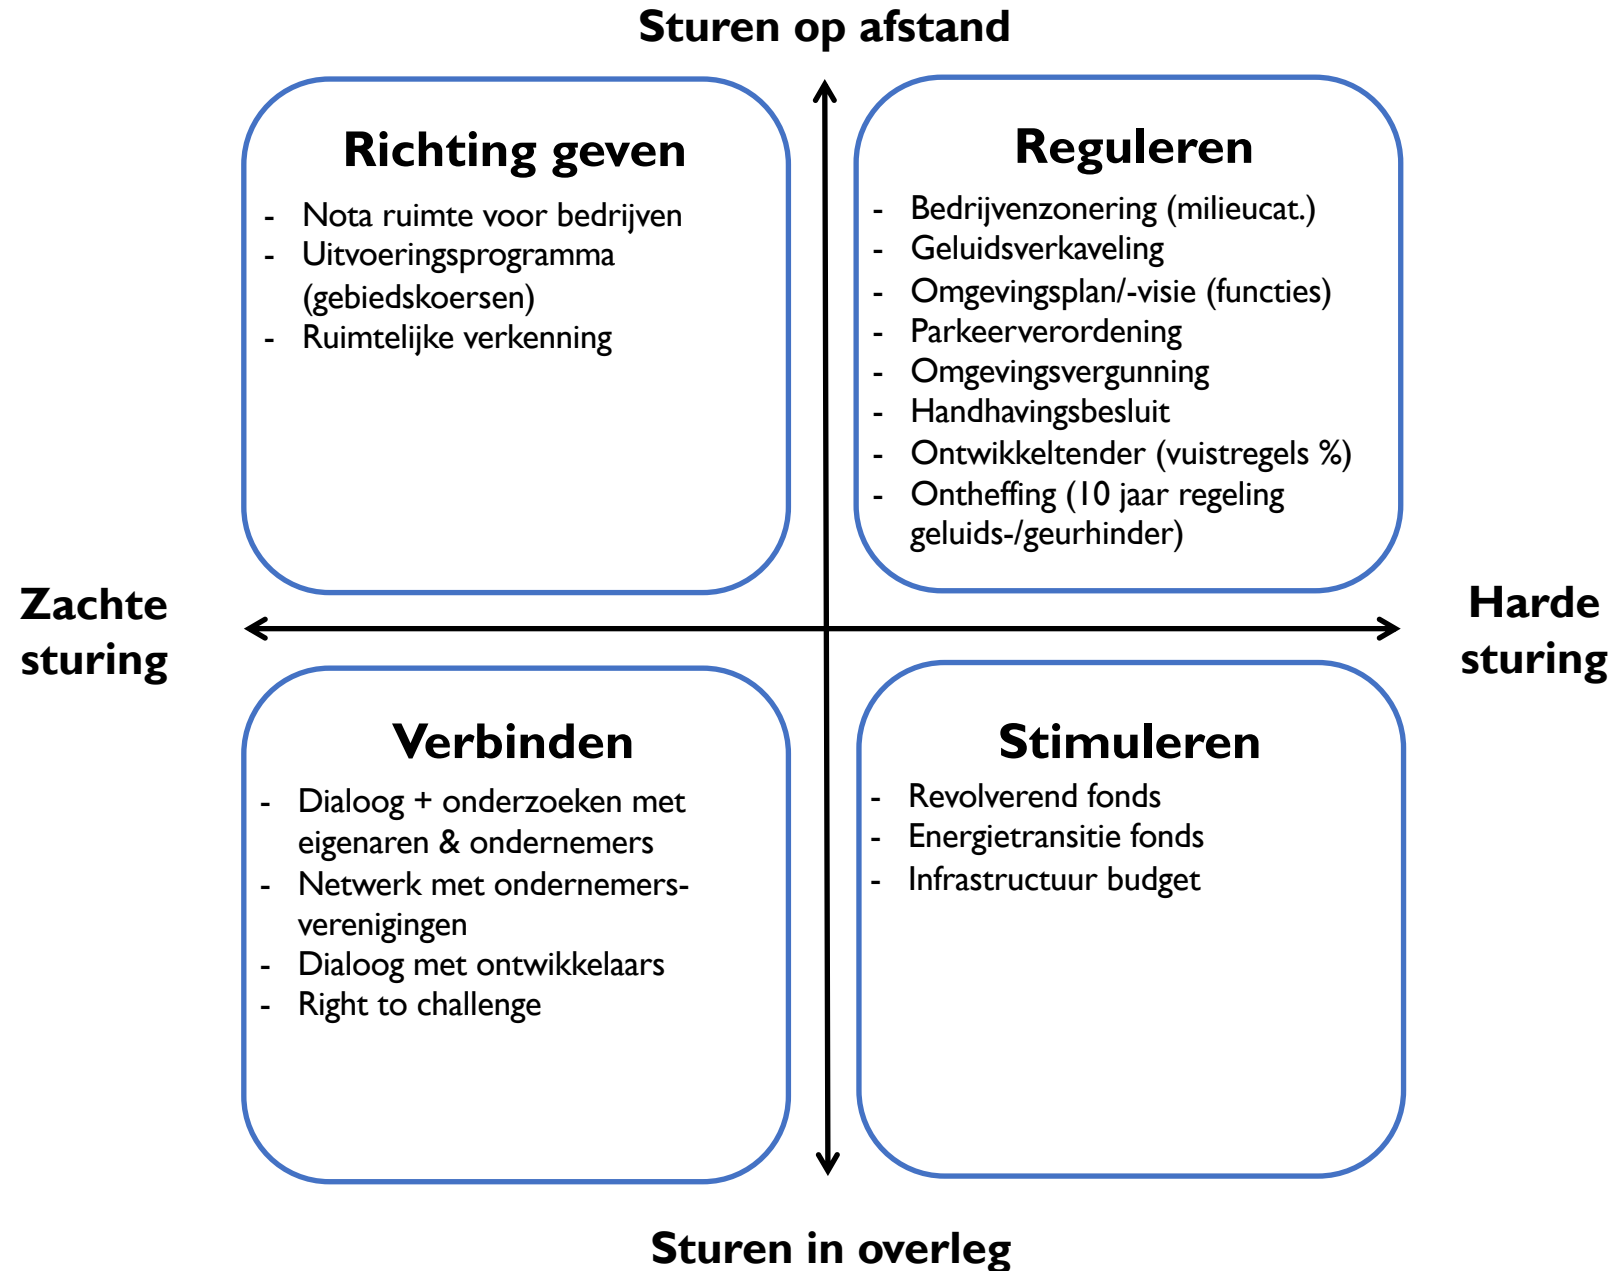 Sturen op afstand
Richting geven
- Nota ruimte voor bedrijven
- Uitvoeringsprogramma
(gebiedskoersen)
- Ruimtelijke verkenning
Reguleren
- Bedrijvenzonering (milieucat.)
- Geluidsverkaveling
- Omgevingsplan/-visie (functies)
- Parkeerverordening
- Omgevingsvergunning
- Handhavingsbesluit
- Ontwikkeltender (vuistregels %)
- Ontheffing (10 jaar regeling
geluids-/geurhinder)
Zachte
sturing
Harde
sturing
Verbinden
- Dialoog + onderzoeken met
eigenaren & ondernemers
- Netwerk met ondernemers-
verenigingen
- Dialoog met ontwikkelaars
- Right to challenge
Stimuleren
- Revolverend fonds
- Energietransitie fonds
- Infrastructuur budget
Sturen in overleg